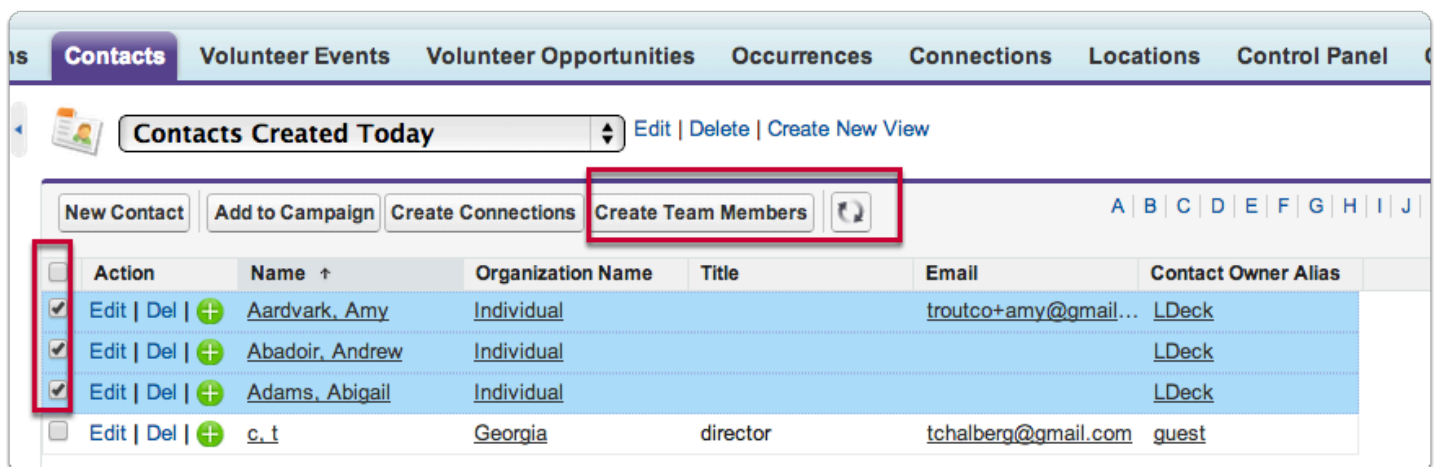 ns Contacts Volunteer Events Volunteer Opportunities Occurrences Connections Locations Control Panel
Contacts Created Today Edit | Delete | Create New View
New Contact Add to Campaign Create Connections Create Team Members A | B | C | D | E | F | G | H | I | J |
Action Name ↑ Organization Name Title Email Contact Owner Alias
Edit | Del | Aardvark, Amy Individual troutco+amy@gmail... LDeck
Edit | Del | Abadoir, Andrew Individual LDeck
Edit | Del | Adams, Abigail Individual LDeck
Edit | Del | c, t Georgia director tchalberg@gmail.com guest